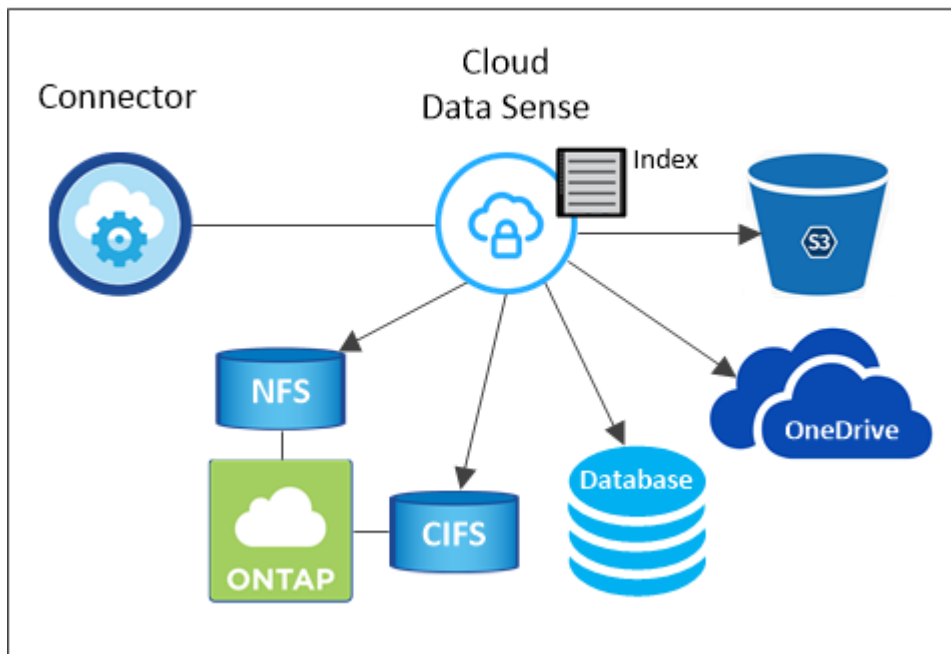 Connector
Cloud
Data Sense
Index
S3
NFS
OneDrive
Database
CIFS
ONTAP